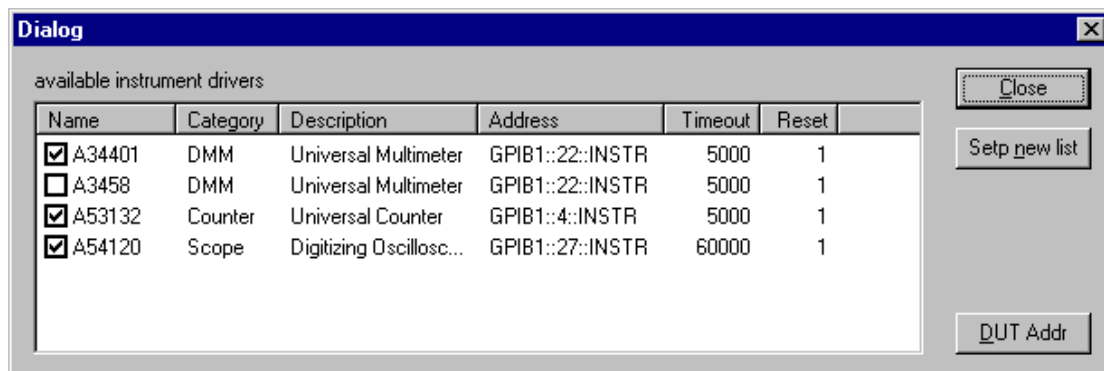 Dialog
available instrument drivers
Close
Name Category Description Address Timeout Reset
A34401 DMM Universal Multimeter GPIB1::22::INSTR 5000 1
Setp new list
A3458 DMM Universal Multimeter GPIB1::22::INSTR 5000 1
A53132 Counter Universal Counter GPIB1::4::INSTR 5000 1
A54120 Scope Digitizing Oscillosc... GPIB1::27::INSTR 60000 1
DUT Addr